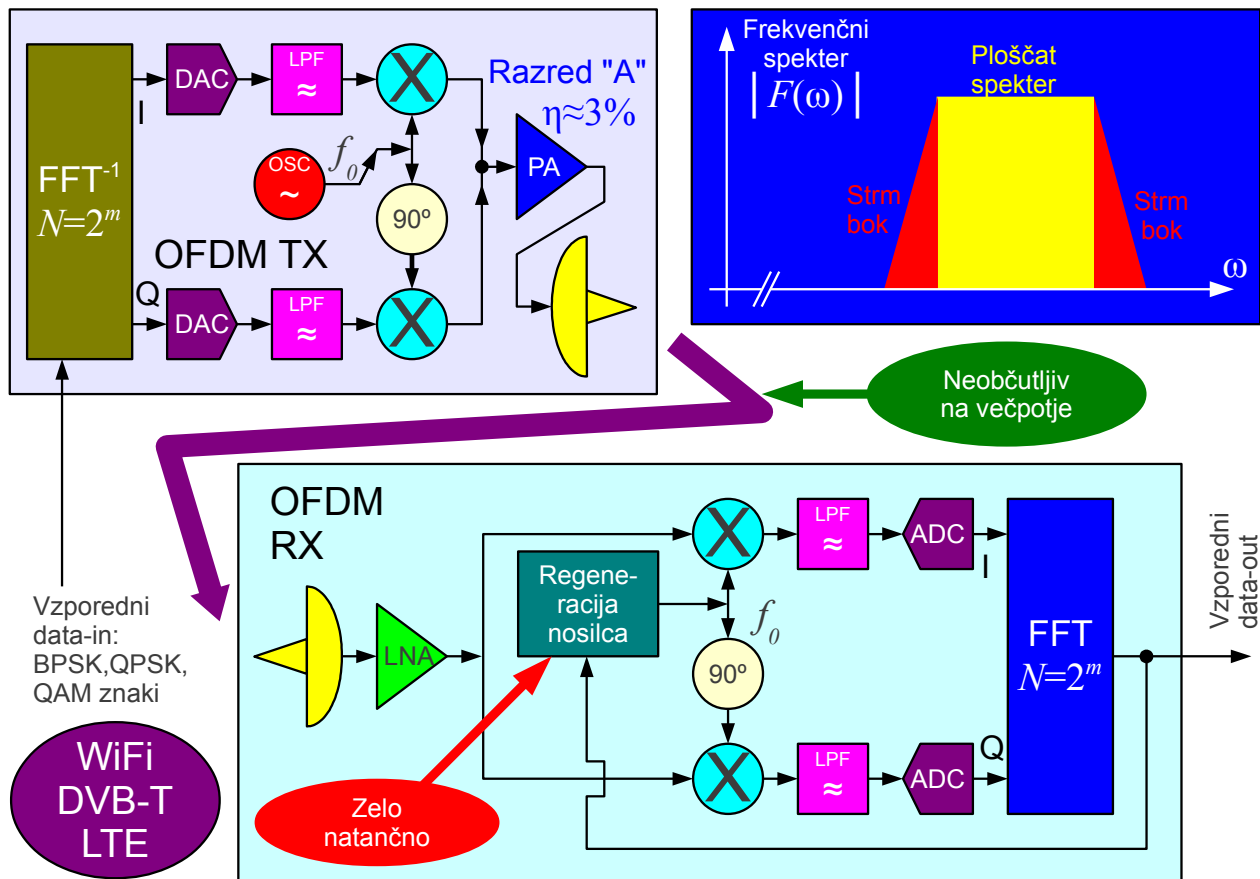 FFT⁻¹
N=2ᵐ
I
Q
DAC
LPF
≈
X
OSC
~
f₀
90º
OFDM TX
DAC
LPF
≈
X
Razred "A"
η≈3%
PA
Frekvenčni
spekter
|F(ω)|
Ploščat
spekter
Strm
bok
Strm
bok
ω
Neobčutljiv
na večpotje
Vzporedni
data-in:
BPSK,QPSK,
QAM znaki
WiFi
DVB-T
LTE
OFDM
RX
LNA
Regene-
racija
nosilca
Zelo
natančno
X
f₀
90º
X
LPF
≈
ADC
I
LPF
≈
ADC
Q
FFT
N=2ᵐ
Vzporedni
data-out